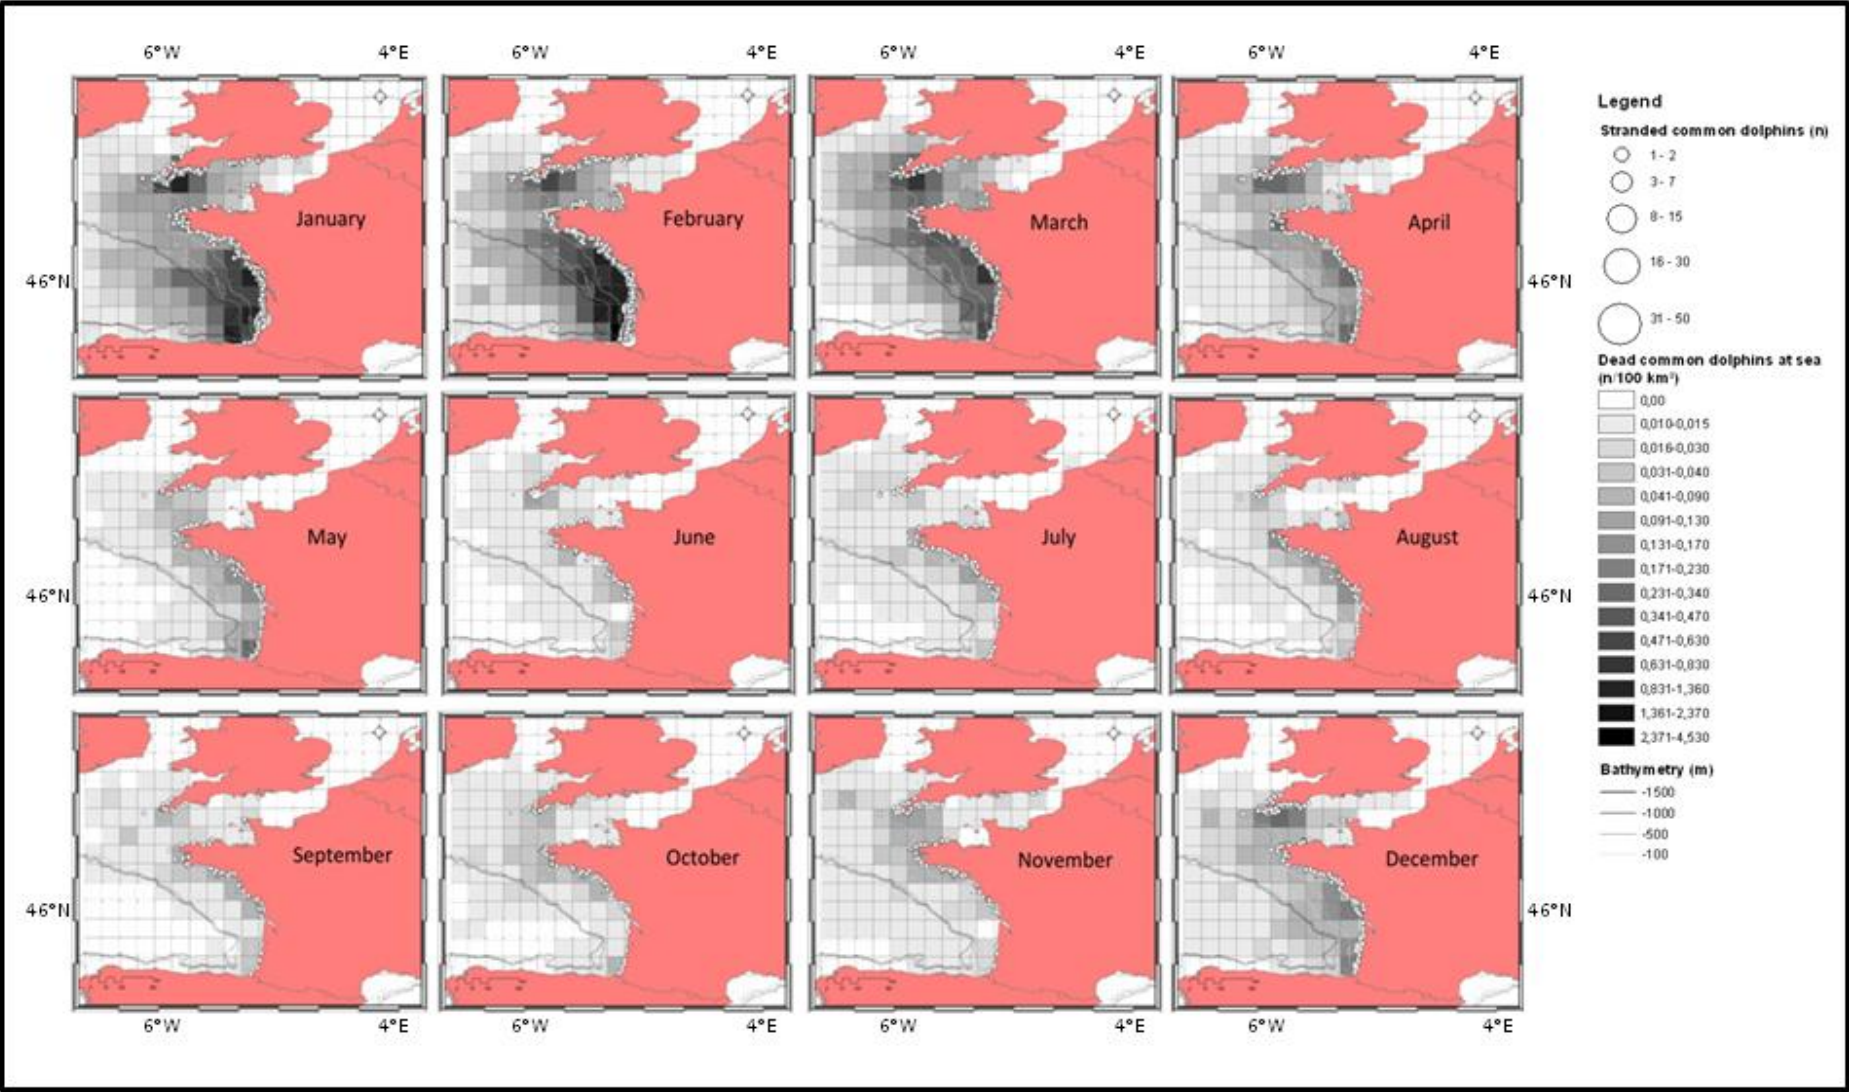 6°W 4°E 6°W 4°E 6°W 4°E 6°W 4°E
January February March April
46°N 46°N
May June July August
46°N 46°N
September October November December
46°N 46°N
6°W 4°E 6°W 4°E 6°W 4°E 6°W 4°E
Legend
Stranded common dolphins (n)
1 - 2
3 - 7
8 - 15
16 - 30
31 - 50
Dead common dolphins at sea
(n/100 km²)
0,00
0,010-0,015
0,016-0,030
0,031-0,040
0,041-0,090
0,091-0,130
0,131-0,170
0,171-0,230
0,231-0,340
0,341-0,470
0,471-0,630
0,631-0,830
0,831-1,360
1,361-2,370
2,371-4,530
Bathymetry (m)
-1500
-1000
-500
-100